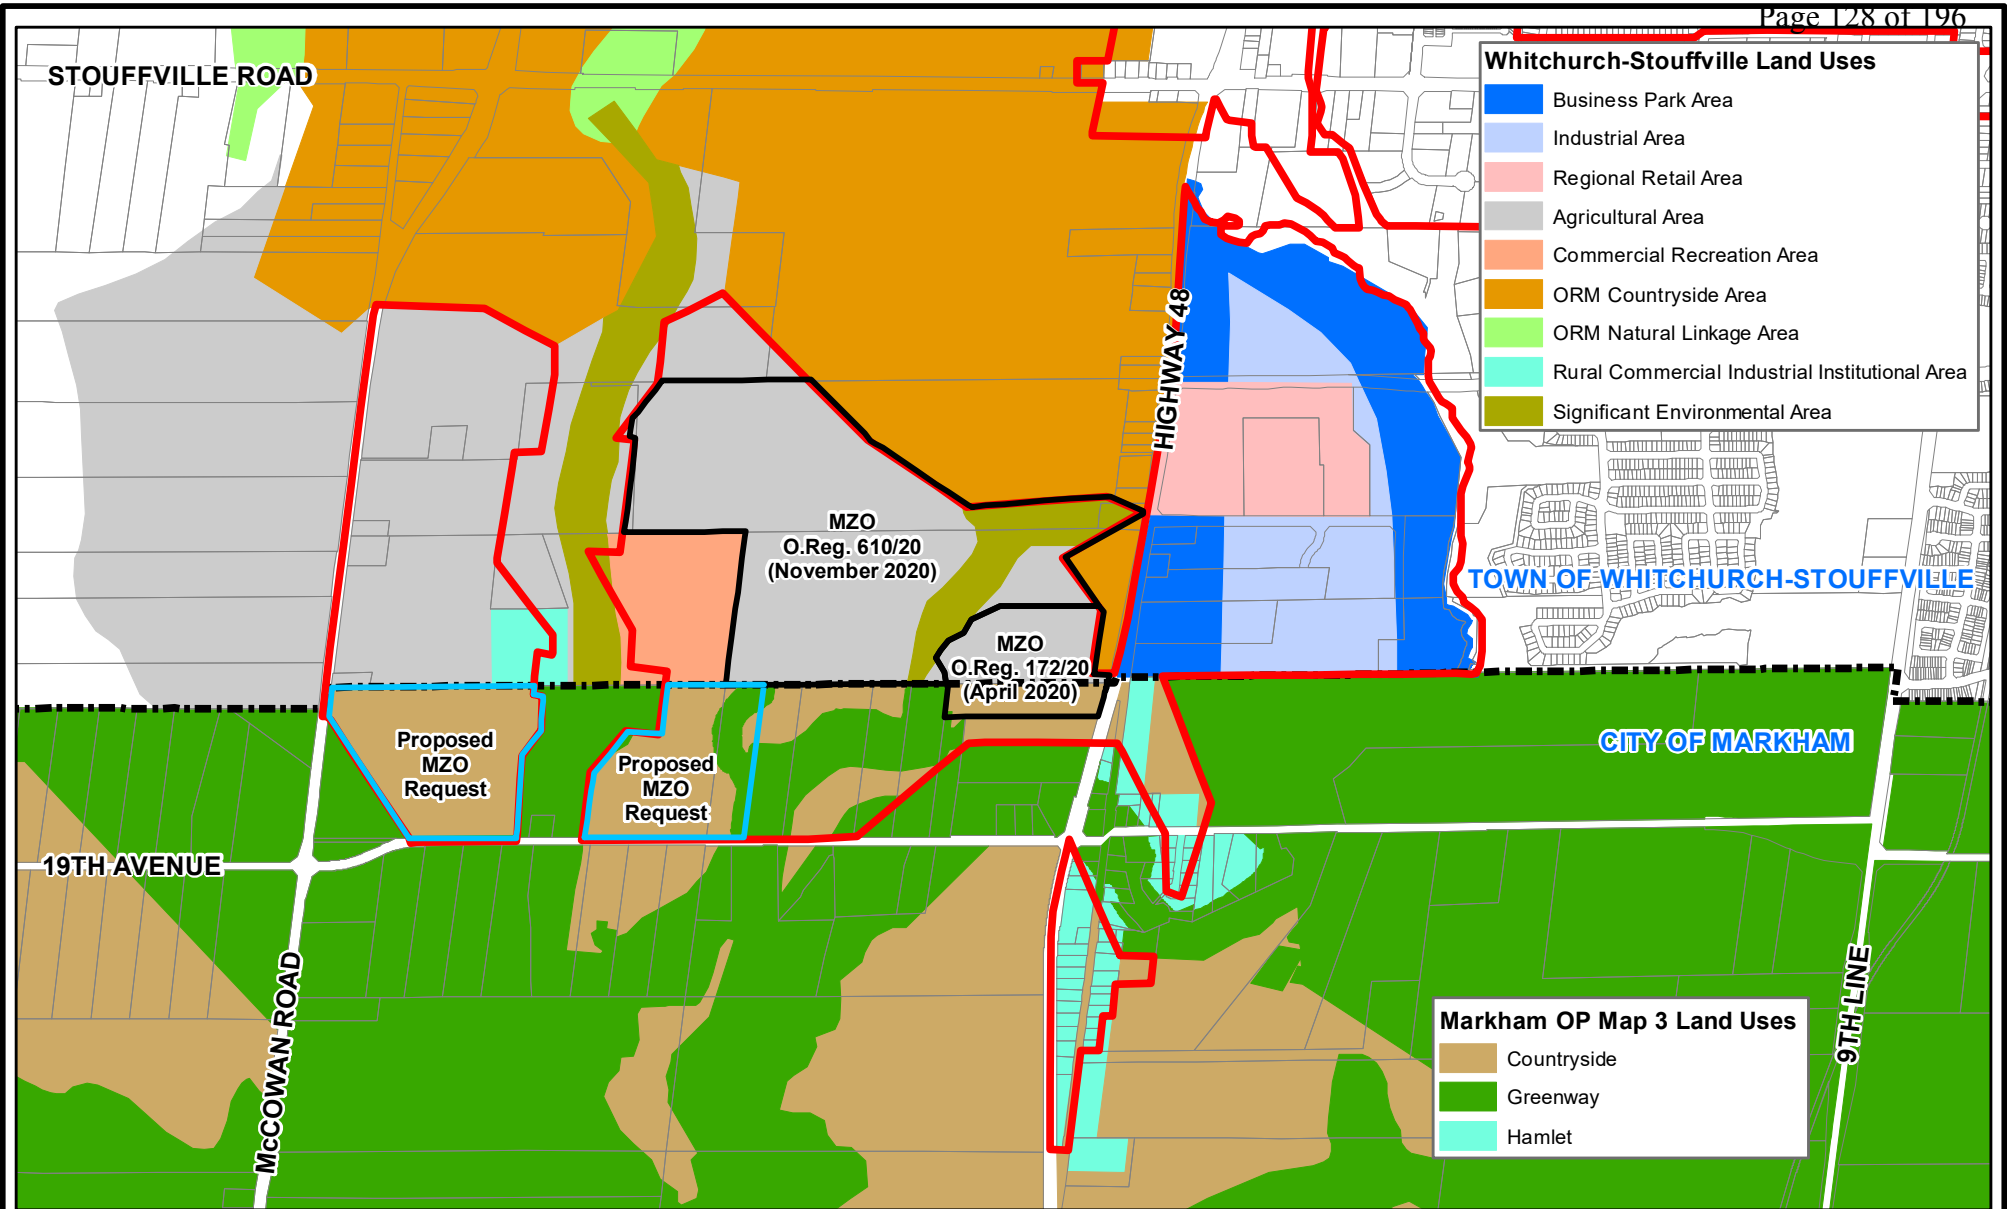 Page 128 of 196
STOUFFVILLE ROAD
Whitchurch-Stouffville Land Uses
Business Park Area
Industrial Area
Regional Retail Area
Agricultural Area
Commercial Recreation Area
ORM Countryside Area
ORM Natural Linkage Area
Rural Commercial Industrial Institutional Area
Significant Environmental Area
HIGHWAY 48
MZO
O.Reg. 610/20
(November 2020)
TOWN OF WHITCHURCH-STOUFFVILLE
MZO
O.Reg. 172/20
(April 2020)
CITY OF MARKHAM
Proposed
MZO
Request
Proposed
MZO
Request
19TH AVENUE
McCOWAN ROAD
9TH LINE
Markham OP Map 3 Land Uses
Countryside
Greenway
Hamlet